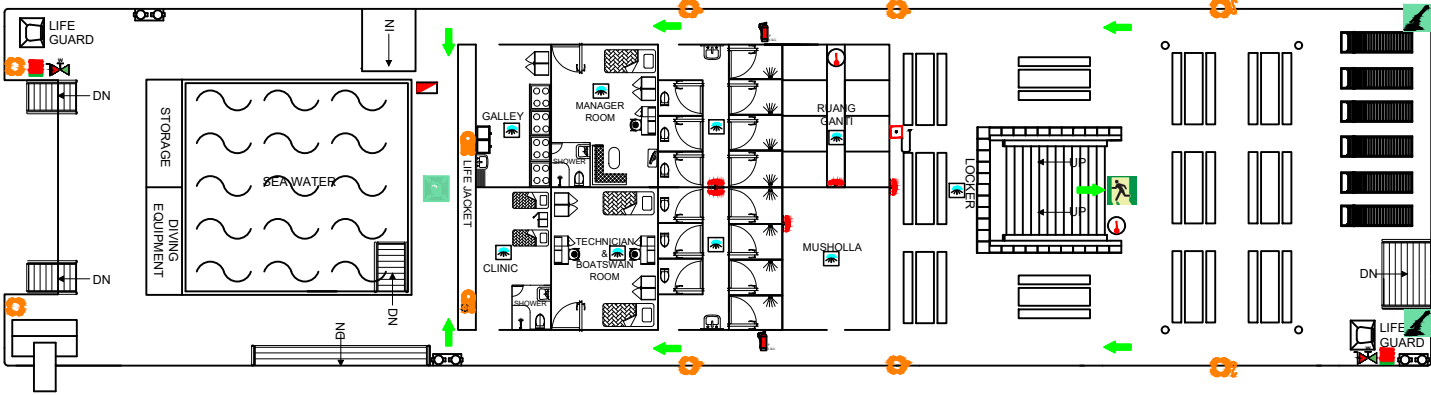 LIFE
GUARD
IN
DN
STORAGE
SEA WATER
DIVING
EQUIPMENT
DN
DN
DN
LIFE JACKET
GALLEY
MANAGER
ROOM
SHOWER
CLINIC
TECHNICIAN
&
BOATSWAIN
ROOM
SHOWER
RUANG
GANTI
MUSHOLLA
LOCKER
UP
UP
DN
LIFE
GUARD